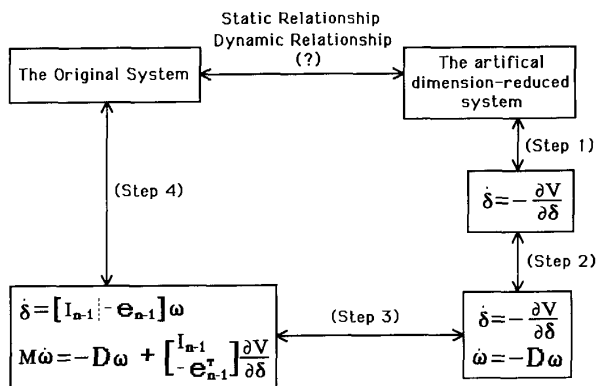 Static Relationship
Dynamic Relationship
(?)
The Original System
The artifical
dimension-reduced
system
(Step 1)
δ̇=−∂V/∂δ
(Step 2)
(Step 4)
δ̇=[I_{n-1} ┊ −e_{n-1}]ω
Mω̇=−Dω + [I_{n-1} / −e^T_{n-1}]∂V/∂δ
(Step 3)
δ̇=−∂V/∂δ
ω̇=−Dω